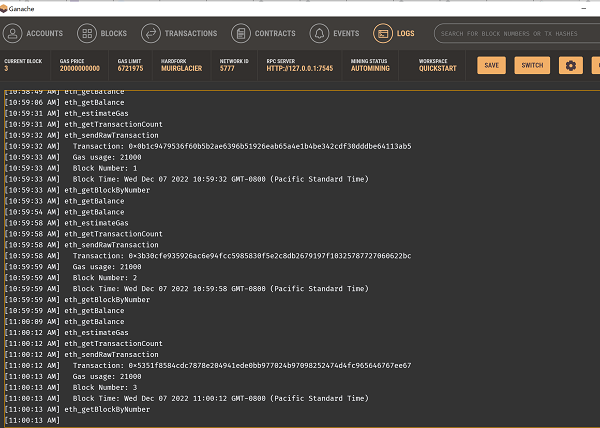 Ganache
ACCOUNTS BLOCKS TRANSACTIONS CONTRACTS EVENTS LOGS SEARCH FOR BLOCK NUMBERS OR TX HASHES
CURRENT BLOCK GAS PRICE GAS LIMIT HARDFORK NETWORK ID RPC SERVER MINING STATUS WORKSPACE
3 20000000000 6721975 MUIRGLACIER 5777 HTTP://127.0.0.1:7545 AUTOMINING QUICKSTART SAVE SWITCH
[10:58:49 AM] eth_getBalance
[10:59:06 AM] eth_getBalance
[10:59:31 AM] eth_estimateGas
[10:59:31 AM] eth_getTransactionCount
[10:59:32 AM] eth_sendRawTransaction
[10:59:32 AM] Transaction: 0x0b1c9479536f60b5b2ae6396b51926eab65a4e1b4be342cdf30dddbe64113ab5
[10:59:33 AM] Gas usage: 21000
[10:59:33 AM] Block Number: 1
[10:59:33 AM] Block Time: Wed Dec 07 2022 10:59:32 GMT-0800 (Pacific Standard Time)
[10:59:33 AM] eth_getBlockByNumber
[10:59:33 AM] eth_getBalance
[10:59:54 AM] eth_getBalance
[10:59:58 AM] eth_estimateGas
[10:59:58 AM] eth_getTransactionCount
[10:59:58 AM] eth_sendRawTransaction
[10:59:58 AM] Transaction: 0x3b30cfe935926ac6e94fcc5985830f5e2c8db2679197f10325787727060622bc
[10:59:59 AM] Gas usage: 21000
[10:59:59 AM] Block Number: 2
[10:59:59 AM] Block Time: Wed Dec 07 2022 10:59:58 GMT-0800 (Pacific Standard Time)
[10:59:59 AM] eth_getBlockByNumber
[10:59:59 AM] eth_getBalance
[11:00:09 AM] eth_getBalance
[11:00:12 AM] eth_estimateGas
[11:00:12 AM] eth_getTransactionCount
[11:00:12 AM] eth_sendRawTransaction
[11:00:12 AM] Transaction: 0x5351f8584cdc7878e204941ede0bb977024b97098252474d4fc965646767ee67
[11:00:13 AM] Gas usage: 21000
[11:00:13 AM] Block Number: 3
[11:00:13 AM] Block Time: Wed Dec 07 2022 11:00:12 GMT-0800 (Pacific Standard Time)
[11:00:13 AM] eth_getBlockByNumber
[11:00:13 AM]